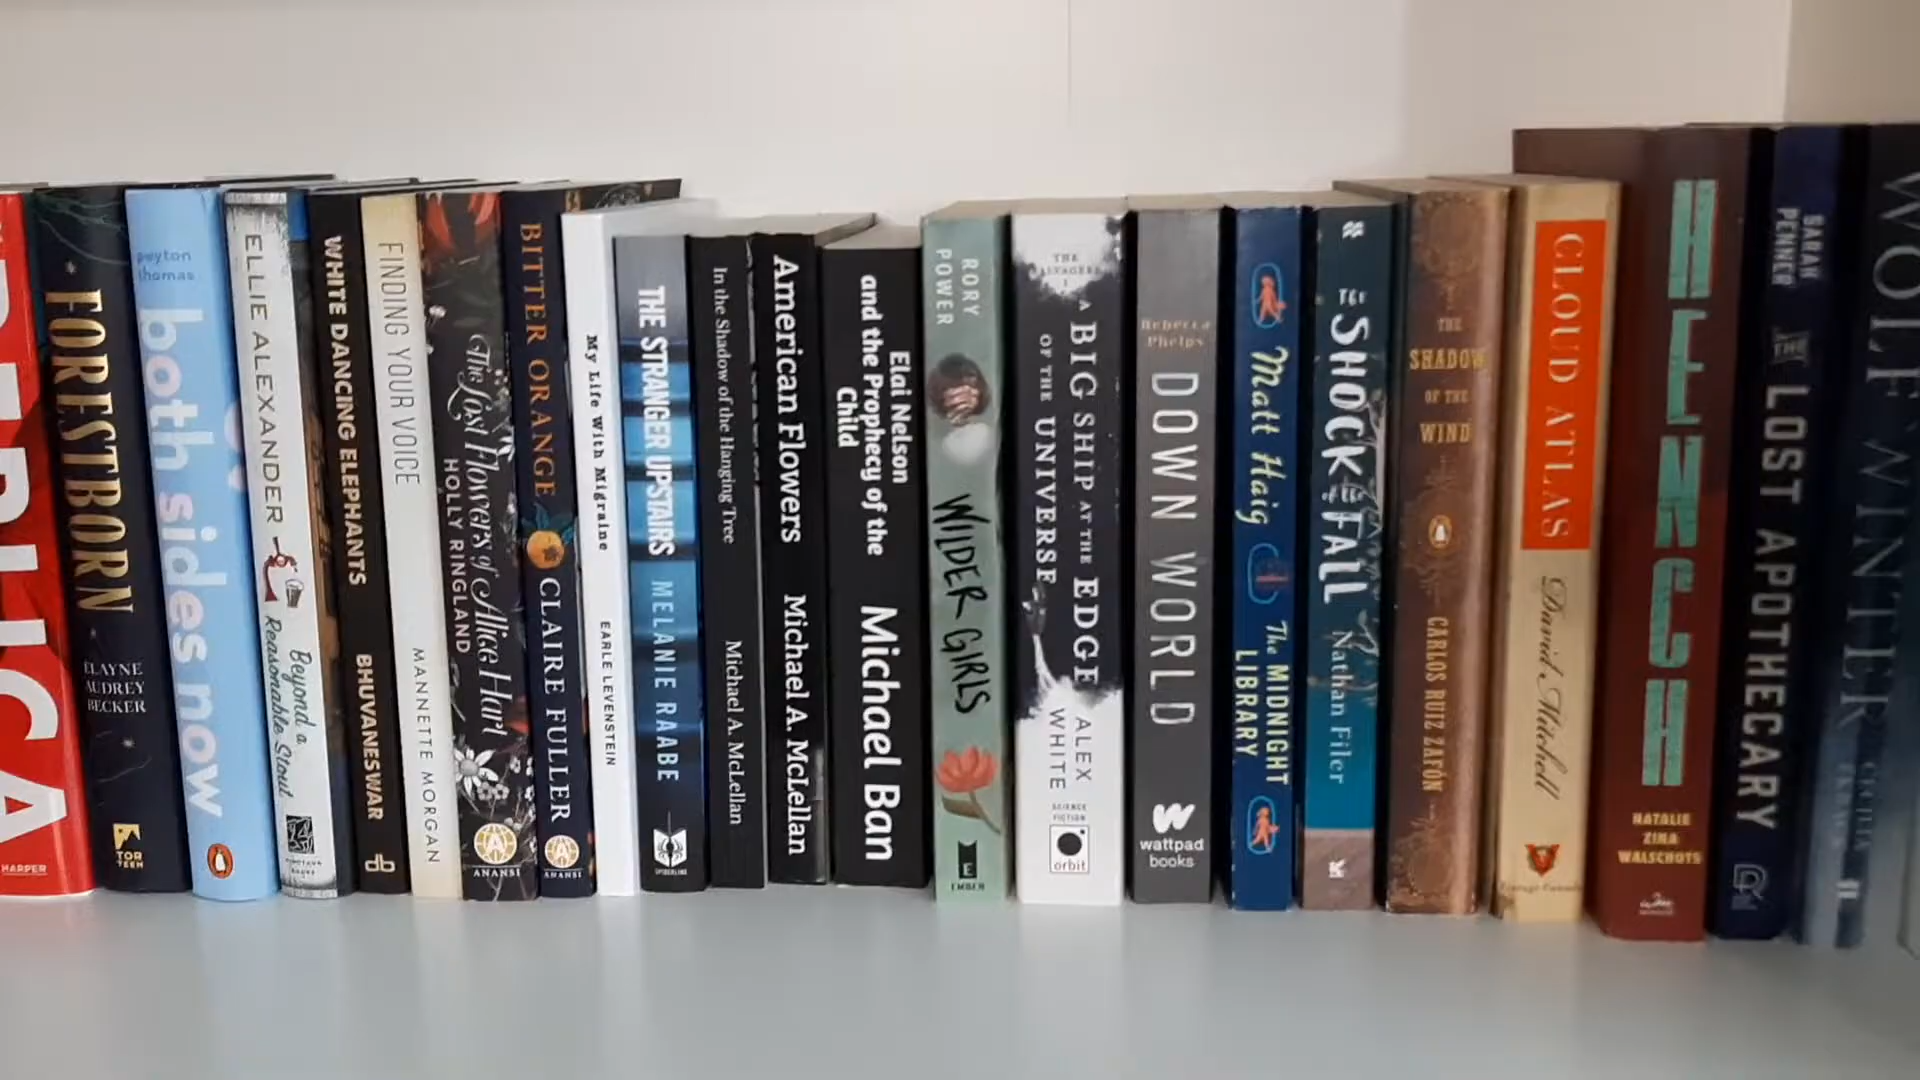 HARPER
FORESTBORN
ELAYNE
AUDREY
BECKER
TOR
TEEN
peyton
thomas
both sides now
ELLIE ALEXANDER
Beyond a
Reasonable Stout
WHITE DANCING ELEPHANTS
BHUVANESWAR
db
FINDING YOUR VOICE
MANNETTE MORGAN
The Lost Flowers of Alice Hart
HOLLY RINGLAND
A
ANANSI
BITTER ORANGE
CLAIRE FULLER
A
ANANSI
My Life With Migraine
EARLE LEVENSTEIN
THE STRANGER UPSTAIRS
MELANIE RAABE
SPIDERLINE
In the Shadow of the Hanging Tree
Michael A. McLellan
American Flowers
Michael A. McLellan
Elai Nelson
and the Prophecy of the
Child
Michael Ban
RORY
POWER
WILDER GIRLS
E
EMBER
THE
SALVAGERS
1
A BIG SHIP AT THE EDGE
OF THE UNIVERSE
ALEX
WHITE
SCIENCE
FICTION
orbit
Rebecca
Phelps
DOWN WORLD
W
wattpad
books
Matt Haig
The MIDNIGHT
LIBRARY
THE SHOCK OF THE FALL
Nathan Filer
THE
SHADOW
OF THE
WIND
CARLOS RUIZ ZAFÓN
CLOUD ATLAS
David Mitchell
Vintage Canada
HENCH
NATALIE
ZINA
WALSCHOTS
SARAH
PENNER
THE LOST APOTHECARY
WOLF WINTER